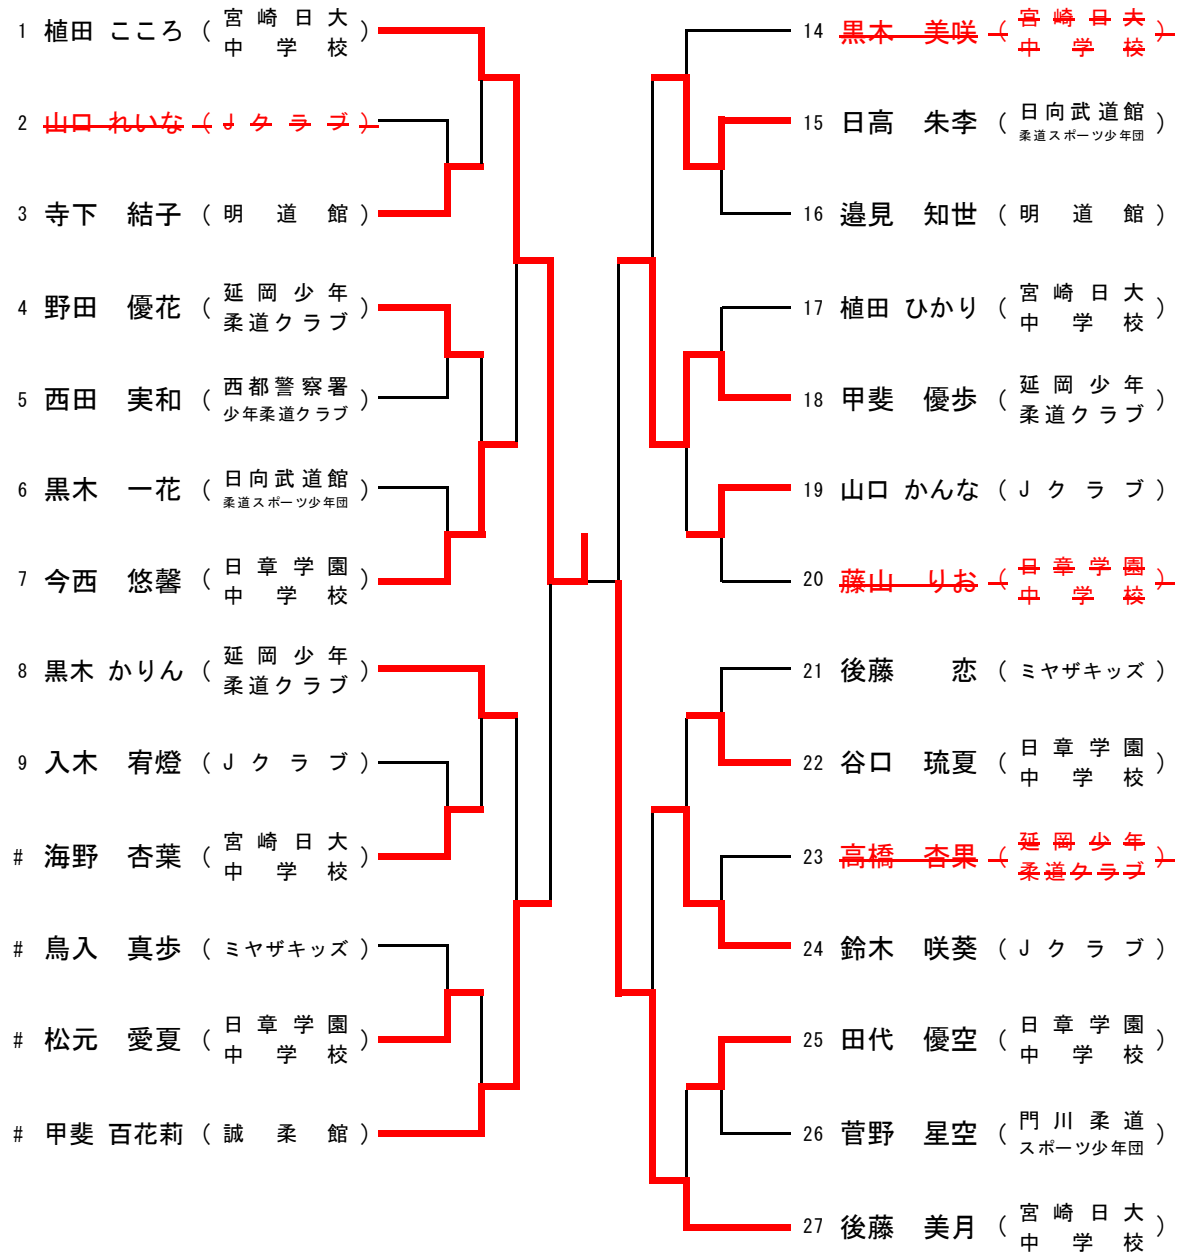 1 植田 こころ ( 宮崎日大中学校 )
2 山口 れいな ( Jクラブ )
3 寺下 結子 ( 明道館 )
4 野田 優花 ( 延岡少年柔道クラブ )
5 西田 実和 ( 西都警察署少年柔道クラブ )
6 黒木 一花 ( 日向武道館柔道スポーツ少年団 )
7 今西 悠馨 ( 日章学園中学校 )
8 黒木 かりん ( 延岡少年柔道クラブ )
9 入木 宥燈 ( Jクラブ )
# 海野 杏葉 ( 宮崎日大中学校 )
# 鳥入 真歩 ( ミヤザキッズ )
# 松元 愛夏 ( 日章学園中学校 )
# 甲斐 百花莉 ( 誠柔館 )
14 黒木 美咲 ( 宮崎日大中学校 )
15 日高 朱李 ( 日向武道館柔道スポーツ少年団 )
16 邉見 知世 ( 明道館 )
17 植田 ひかり ( 宮崎日大中学校 )
18 甲斐 優歩 ( 延岡少年柔道クラブ )
19 山口 かんな ( Jクラブ )
20 藤山 りお ( 日章学園中学校 )
21 後藤 恋 ( ミヤザキッズ )
22 谷口 琉夏 ( 日章学園中学校 )
23 高橋 杏果 ( 延岡少年柔道クラブ )
24 鈴木 咲葵 ( Jクラブ )
25 田代 優空 ( 日章学園中学校 )
26 菅野 星空 ( 門川柔道スポーツ少年団 )
27 後藤 美月 ( 宮崎日大中学校 )